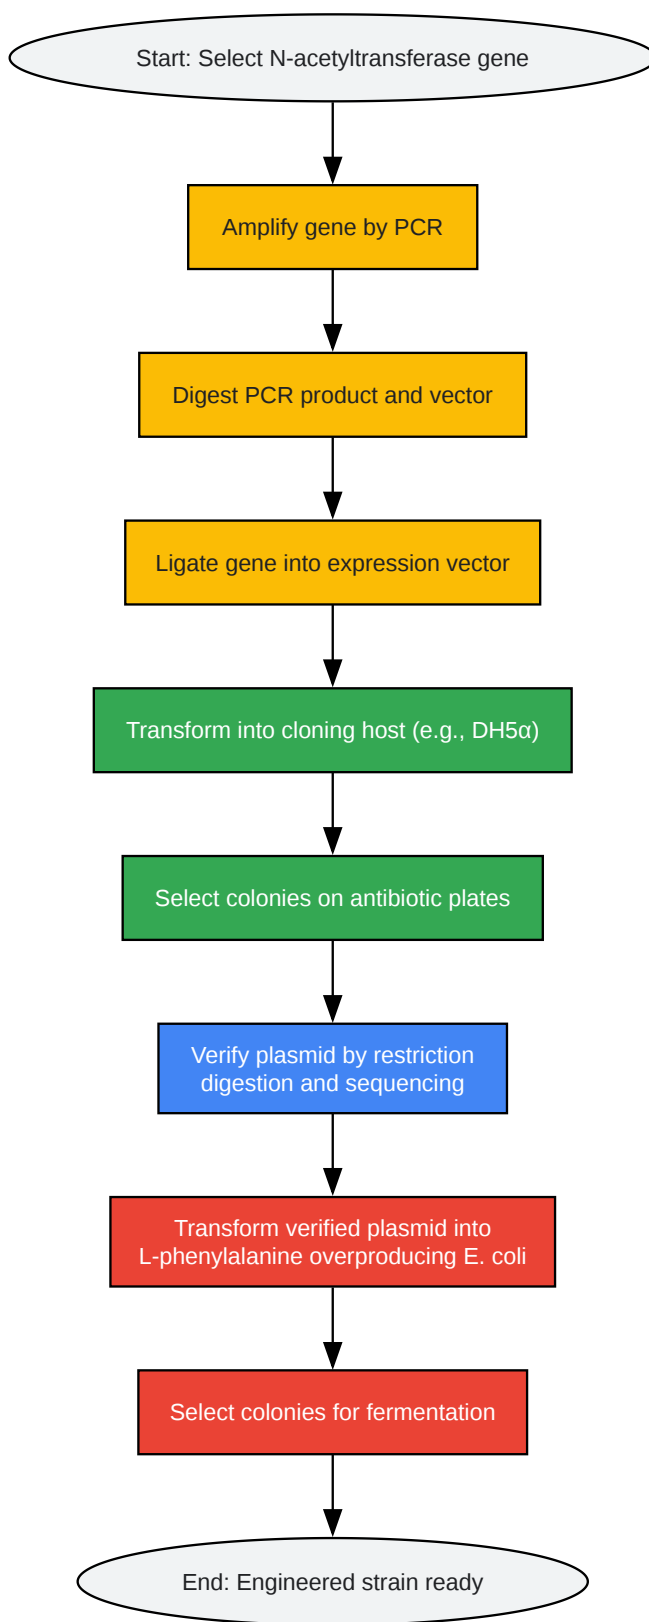 Start: Select N-acetyltransferase gene
Amplify gene by PCR
Digest PCR product and vector
Ligate gene into expression vector
Transform into cloning host (e.g., DH5α)
Select colonies on antibiotic plates
Verify plasmid by restriction
digestion and sequencing
Transform verified plasmid into
L-phenylalanine overproducing E. coli
Select colonies for fermentation
End: Engineered strain ready